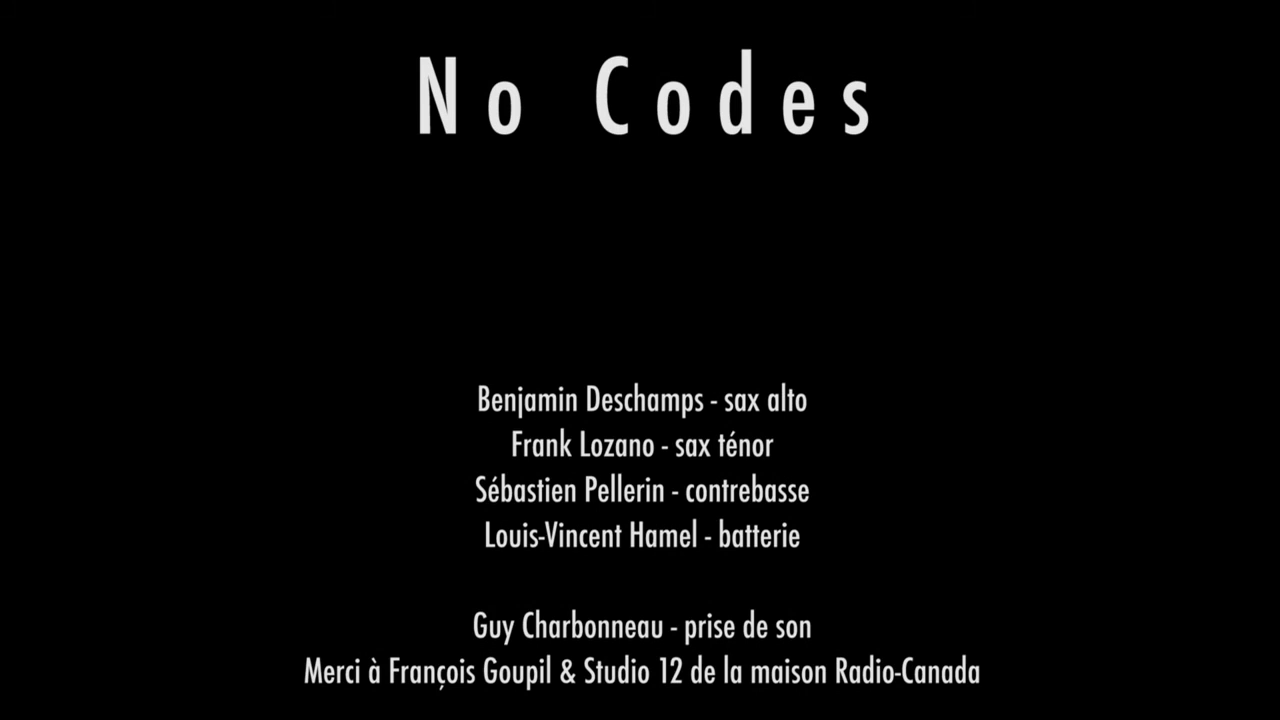 No Codes
Benjamin Deschamps - sax alto
Frank Lozano - sax ténor
Sébastien Pellerin - contrebasse
Louis-Vincent Hamel - batterie
Guy Charbonneau - prise de son
Merci à François Goupil & Studio 12 de la maison Radio-Canada